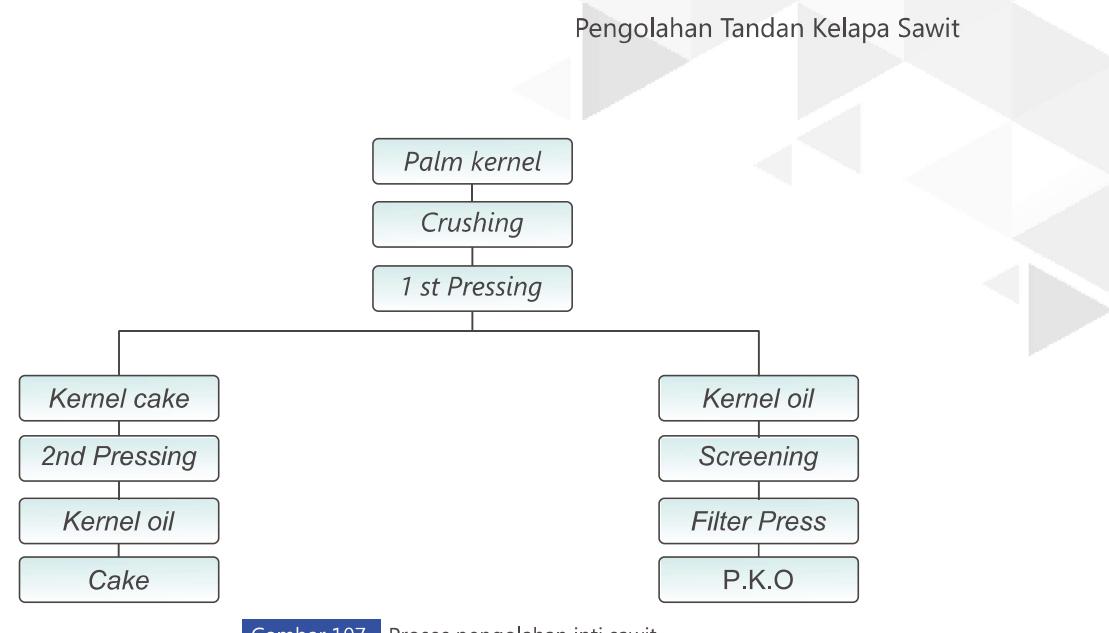 Pengolahan Tandan Kelapa Sawit
Palm kernel
Crushing
1 st Pressing
Kernel cake
2nd Pressing
Kernel oil
Cake
Kernel oil
Screening
Filter Press
P.K.O
Gambar 107 Proses pengolahan inti sawit